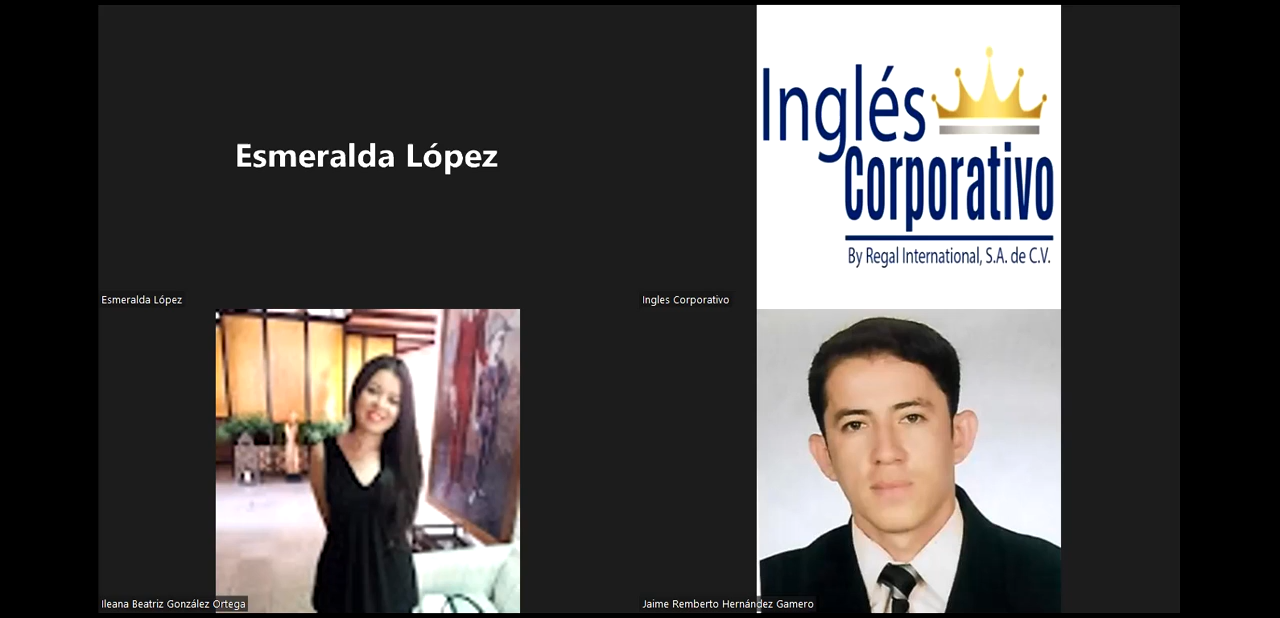 Esmeralda López
Esmeralda López
Inglés
Corporativo
By Regal International, S.A. de C.V.
Ingles Corporativo
Ileana Beatriz González Ortega
Jaime Remberto Hernández Gamero